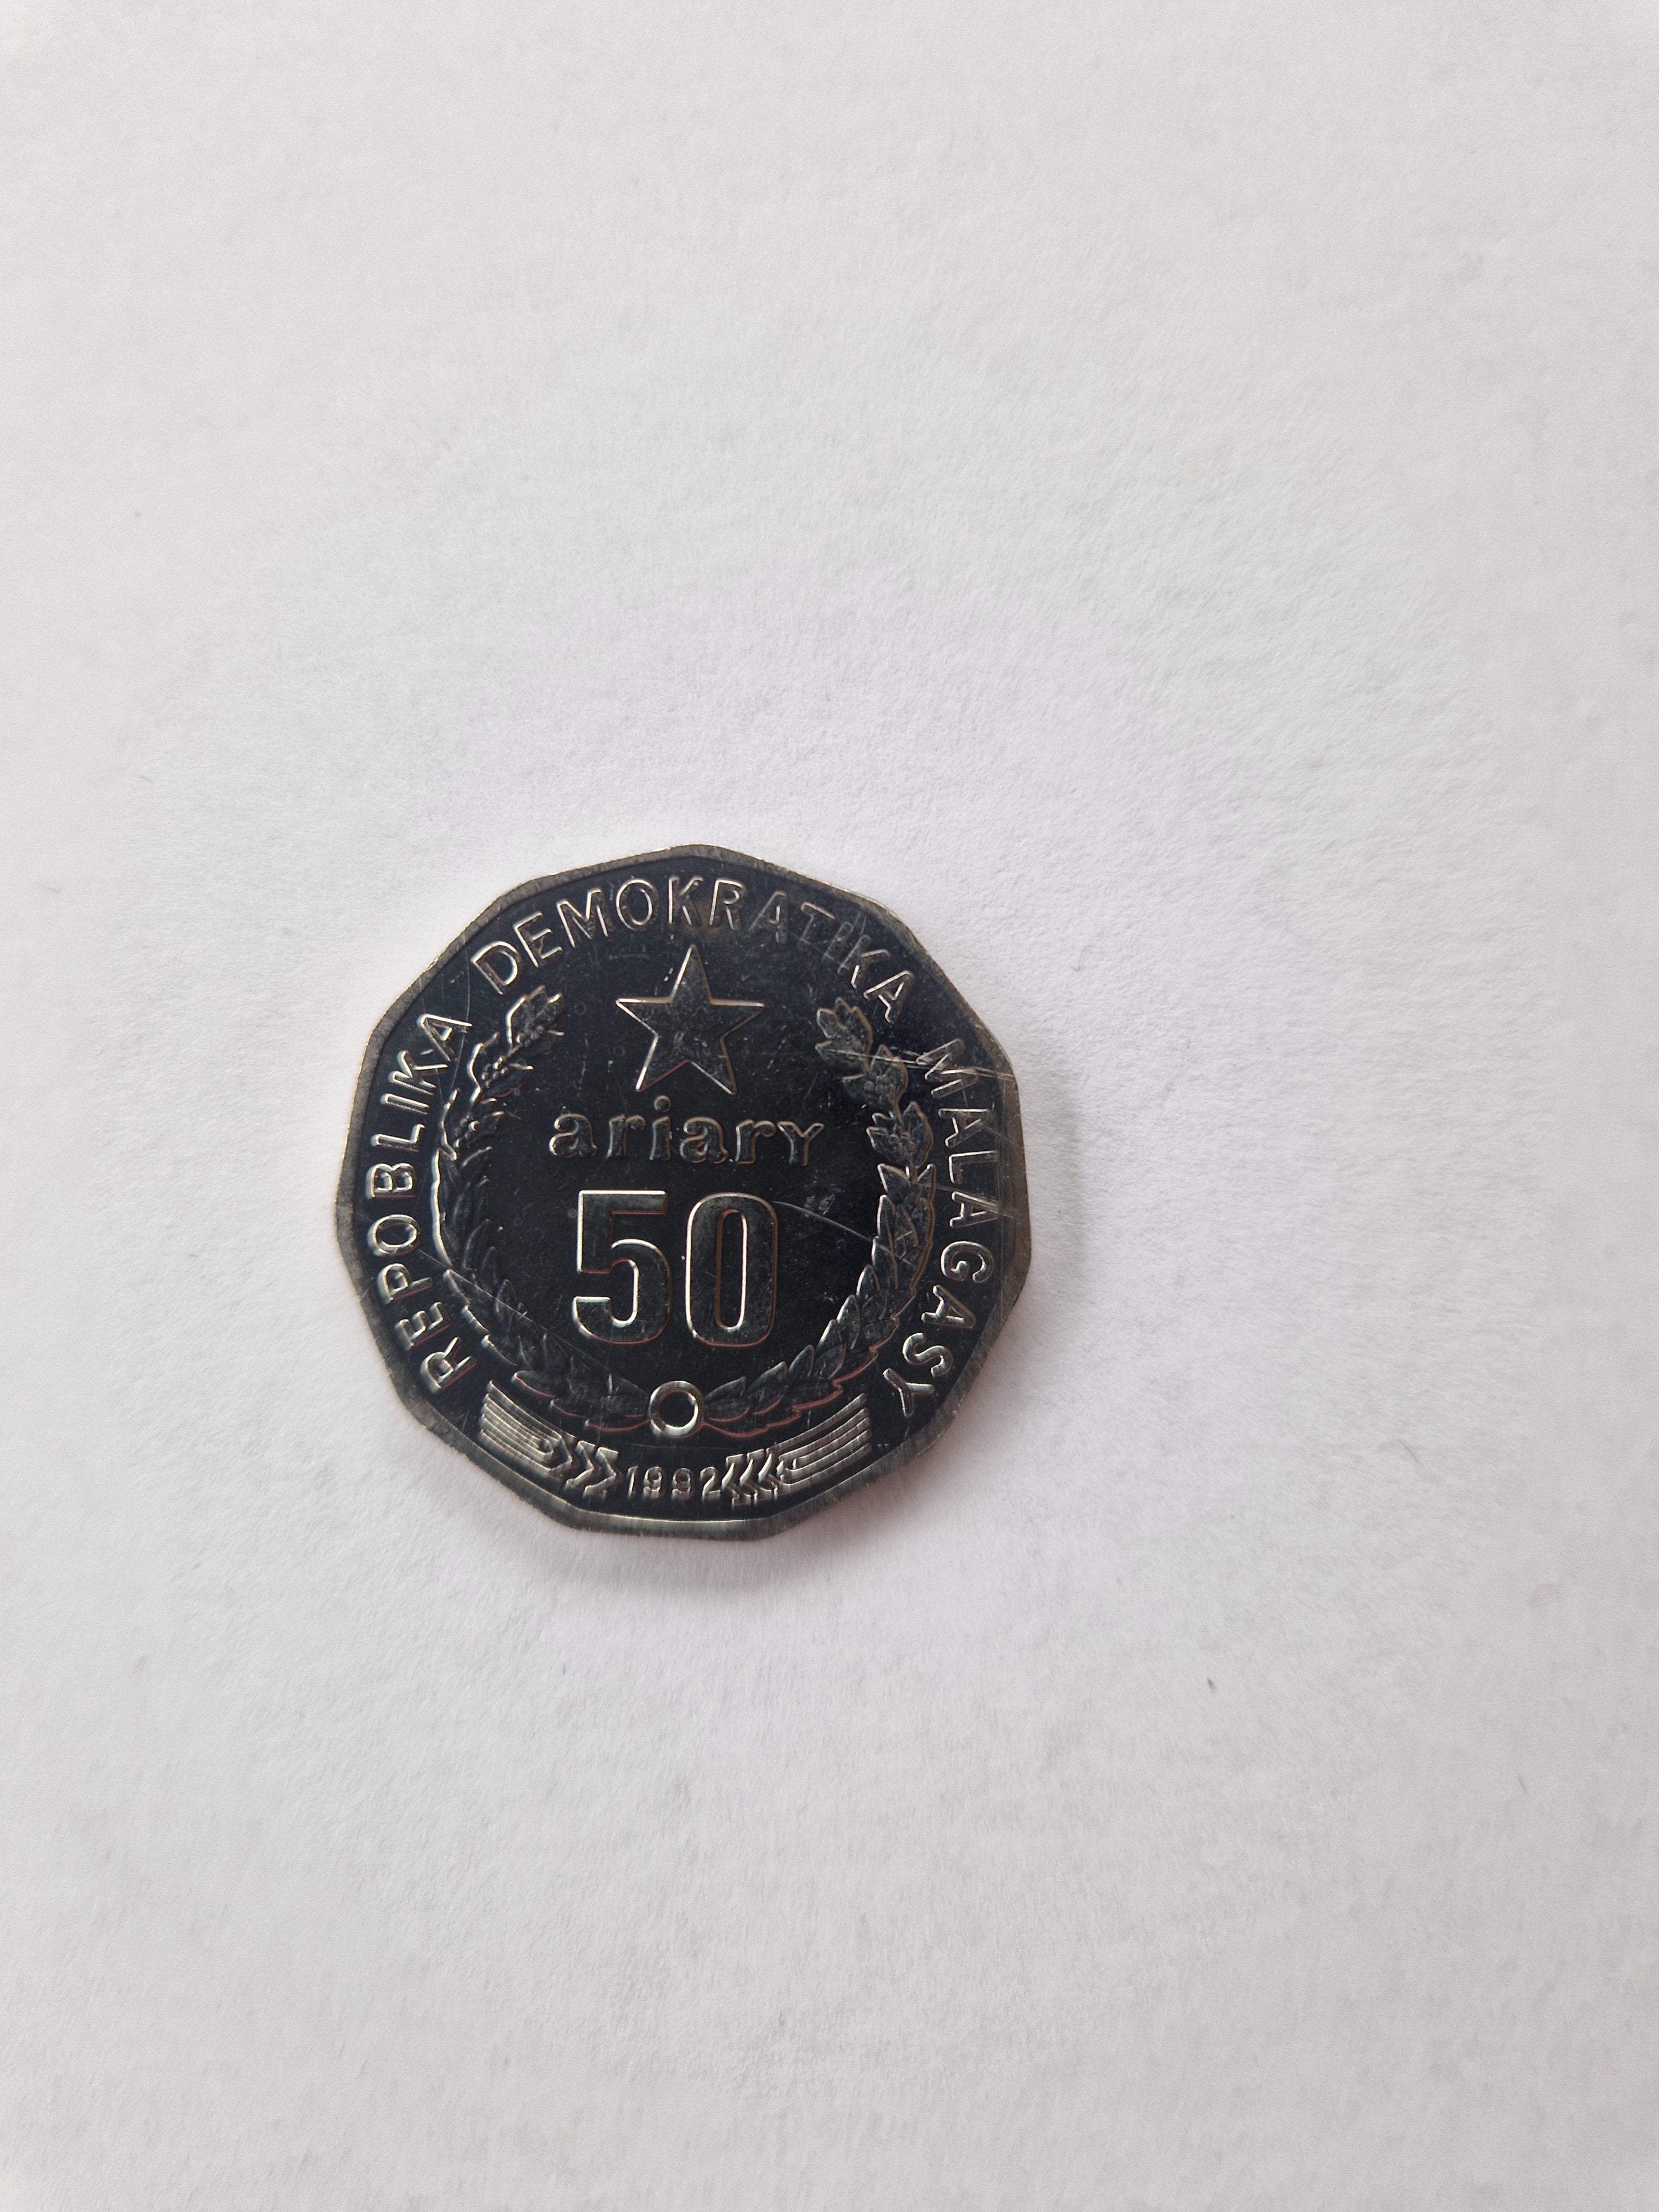 REPOBLIKA DEMOKRATIKA MALAGASY
ariary
50
1992